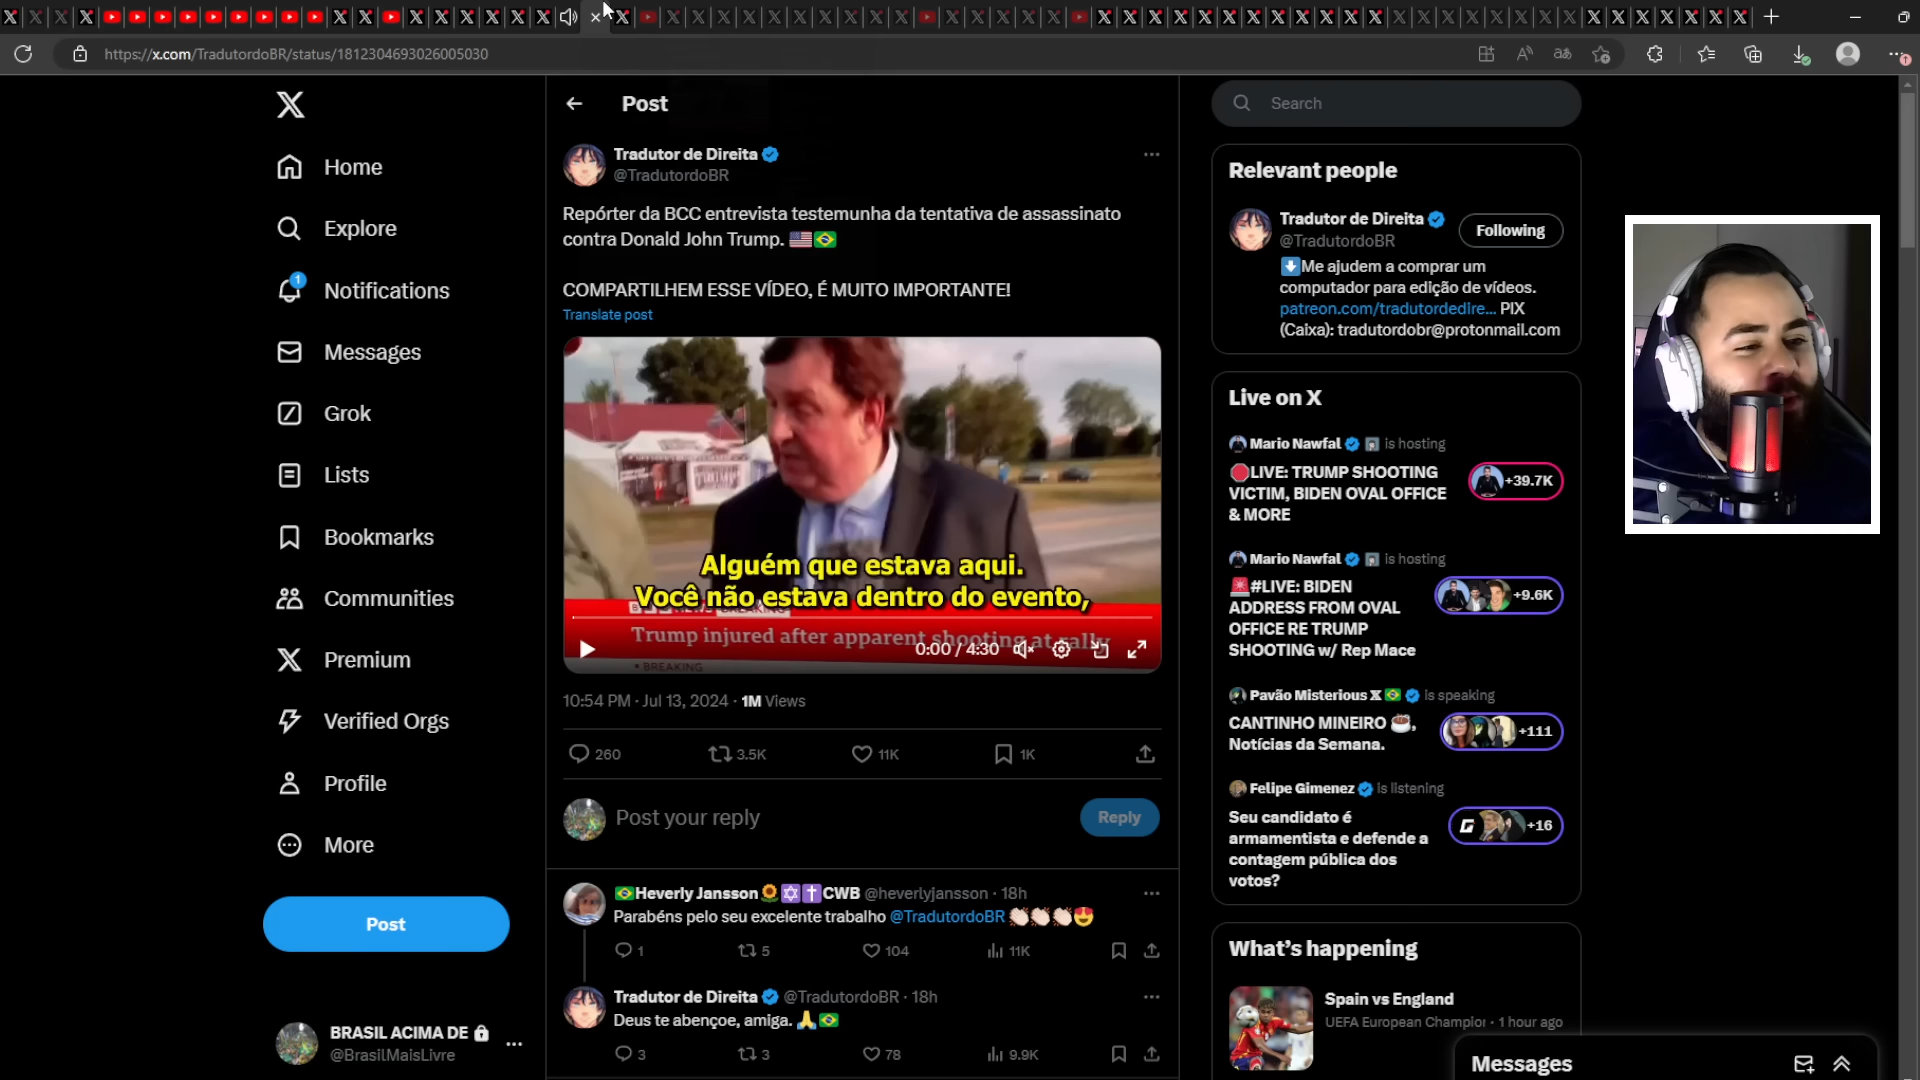 https://x.com/TradutordoBR/status/1812304693026005030
Home
Explore
1
Notifications
Messages
Grok
Lists
Bookmarks
Communities
Premium
Verified Orgs
Profile
More
Post
BRASIL ACIMA DE
@BrasilMaisLivre
Post
Tradutor de Direita
@TradutordoBR
Repórter da BCC entrevista testemunha da tentativa de assassinato
contra Donald John Trump. 🇺🇸🇧🇷
COMPARTILHEM ESSE VÍDEO, É MUITO IMPORTANTE!
Translate post
TRUMP
Alguém que estava aqui.
Você não estava dentro do evento,
Trump injured after apparent shooting at rally
0:00 / 4:30
• BREAKING
10:54 PM · Jul 13, 2024 · 1M Views
260 3.5K 11K 1K
Post your reply
Reply
🇧🇷Heverly Jansson🌻✡️✝️CWB @heverlyjansson · 18h
Parabéns pelo seu excelente trabalho @TradutordoBR 👏🏻👏🏻👏🏻😍
1 5 104 11K
Tradutor de Direita @TradutordoBR · 18h
Deus te abençoe, amiga. 🙏🇧🇷
3 3 78 9.9K
Search
Relevant people
Tradutor de Direita
@TradutordoBR
Following
⬇️Me ajudem a comprar um
computador para edição de vídeos.
patreon.com/tradutordedire... PIX
(Caixa): tradutordobr@protonmail.com
Live on X
Mario Nawfal is hosting
🛑LIVE: TRUMP SHOOTING
VICTIM, BIDEN OVAL OFFICE
& MORE
+39.7K
Mario Nawfal is hosting
🚨#LIVE: BIDEN
ADDRESS FROM OVAL
OFFICE RE TRUMP
SHOOTING w/ Rep Mace
+9.6K
Pavão Misterious X 🇧🇷 is speaking
CANTINHO MINEIRO ☕,
Notícias da Semana.
+111
Felipe Gimenez is listening
Seu candidato é
armamentista e defende a
contagem pública dos
votos?
+16
What's happening
Spain vs England
UEFA European Champior · 1 hour ago
Messages